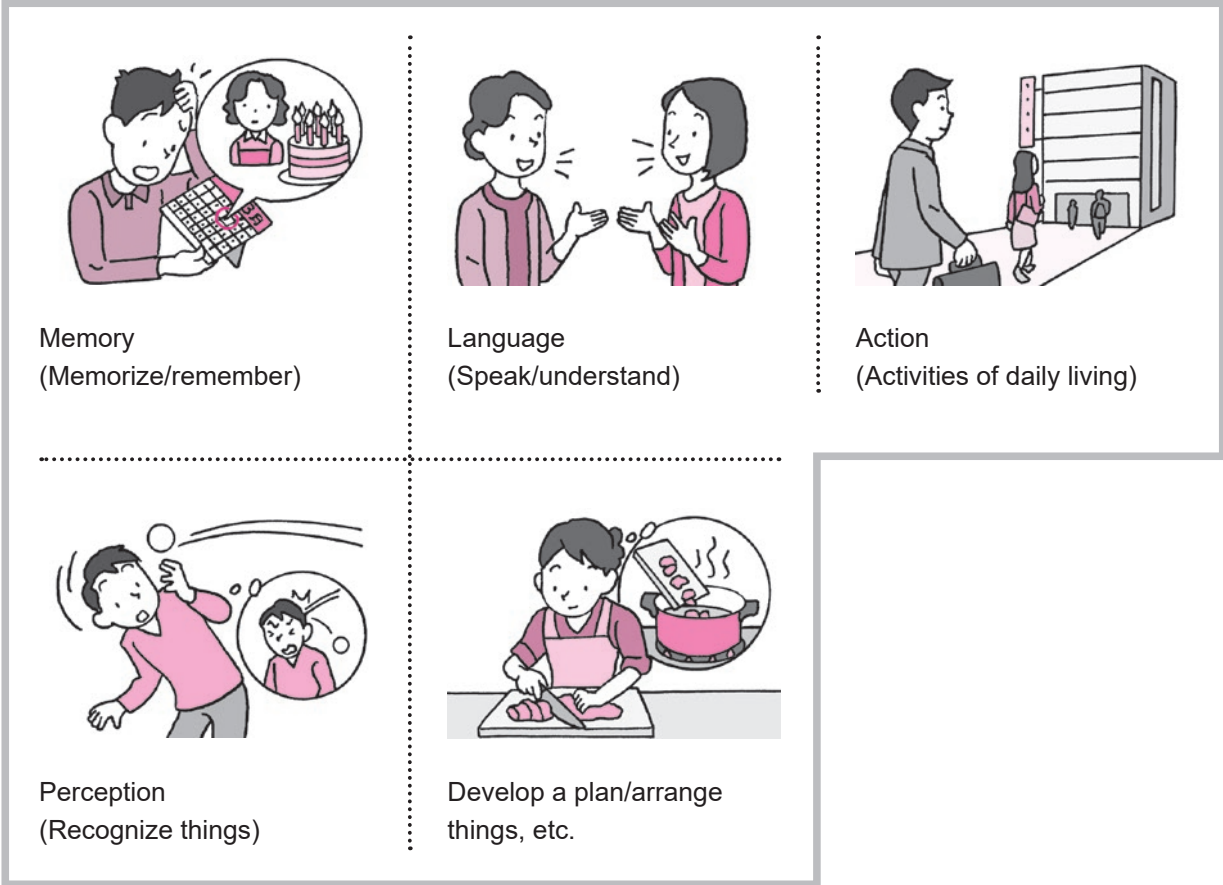 Memory
(Memorize/remember)
Language
(Speak/understand)
Action
(Activities of daily living)
Perception
(Recognize things)
Develop a plan/arrange
things, etc.